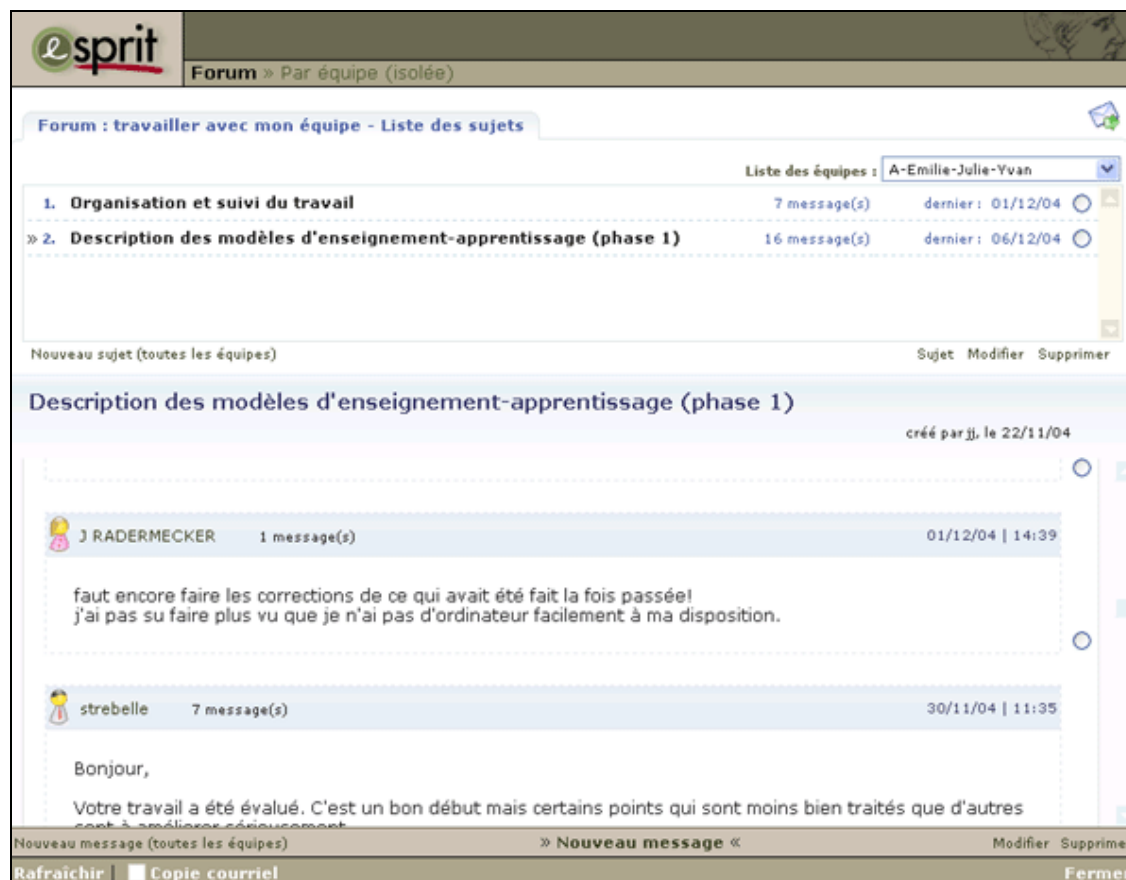 esprit
Forum » Par équipe (isolée)
Forum : travailler avec mon équipe - Liste des sujets
Liste des équipes : A-Emilie-Julie-Yvan
1. Organisation et suivi du travail 7 message(s) dernier : 01/12/04
» 2. Description des modèles d'enseignement-apprentissage (phase 1) 16 message(s) dernier : 06/12/04
Nouveau sujet (toutes les équipes) Sujet Modifier Supprimer
Description des modèles d'enseignement-apprentissage (phase 1)
créé par jj, le 22/11/04
J RADERMECKER 1 message(s) 01/12/04 | 14:39
faut encore faire les corrections de ce qui avait été fait la fois passée!
j'ai pas su faire plus vu que je n'ai pas d'ordinateur facilement à ma disposition.
strebelle 7 message(s) 30/11/04 | 11:35
Bonjour,
Votre travail a été évalué. C'est un bon début mais certains points qui sont moins bien traités que d'autres
sont à améliorer sérieusement
Nouveau message (toutes les équipes) » Nouveau message « Modifier Supprime
Rafraîchir | Copie courriel Fermer